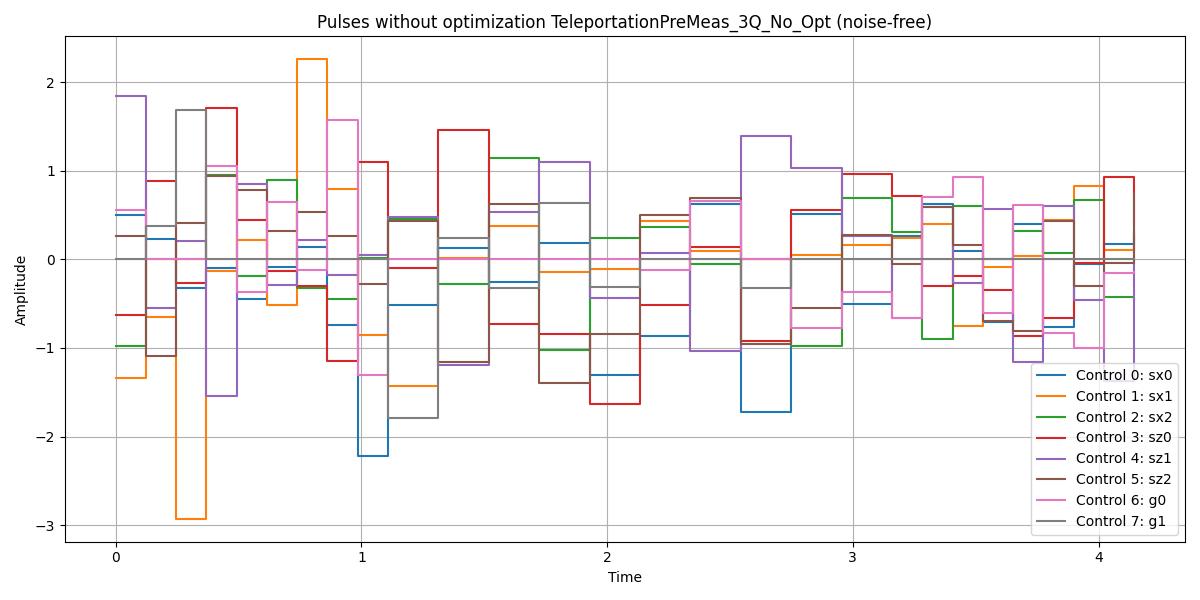 Pulses without optimization TeleportationPreMeas_3Q_No_Opt (noise-free)
Amplitude
2
1
0
−1
−2
−3
0
1
2
3
4
Time
Control 0: sx0
Control 1: sx1
Control 2: sx2
Control 3: sz0
Control 4: sz1
Control 5: sz2
Control 6: g0
Control 7: g1